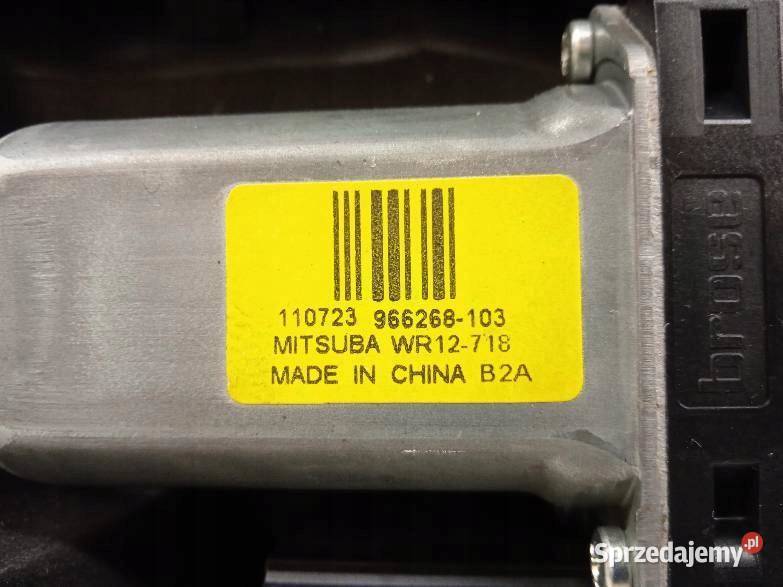 110723 966268-103
MITSUBA WR12-718
MADE IN CHINA B2A
brose
Sprzedajemy.pl